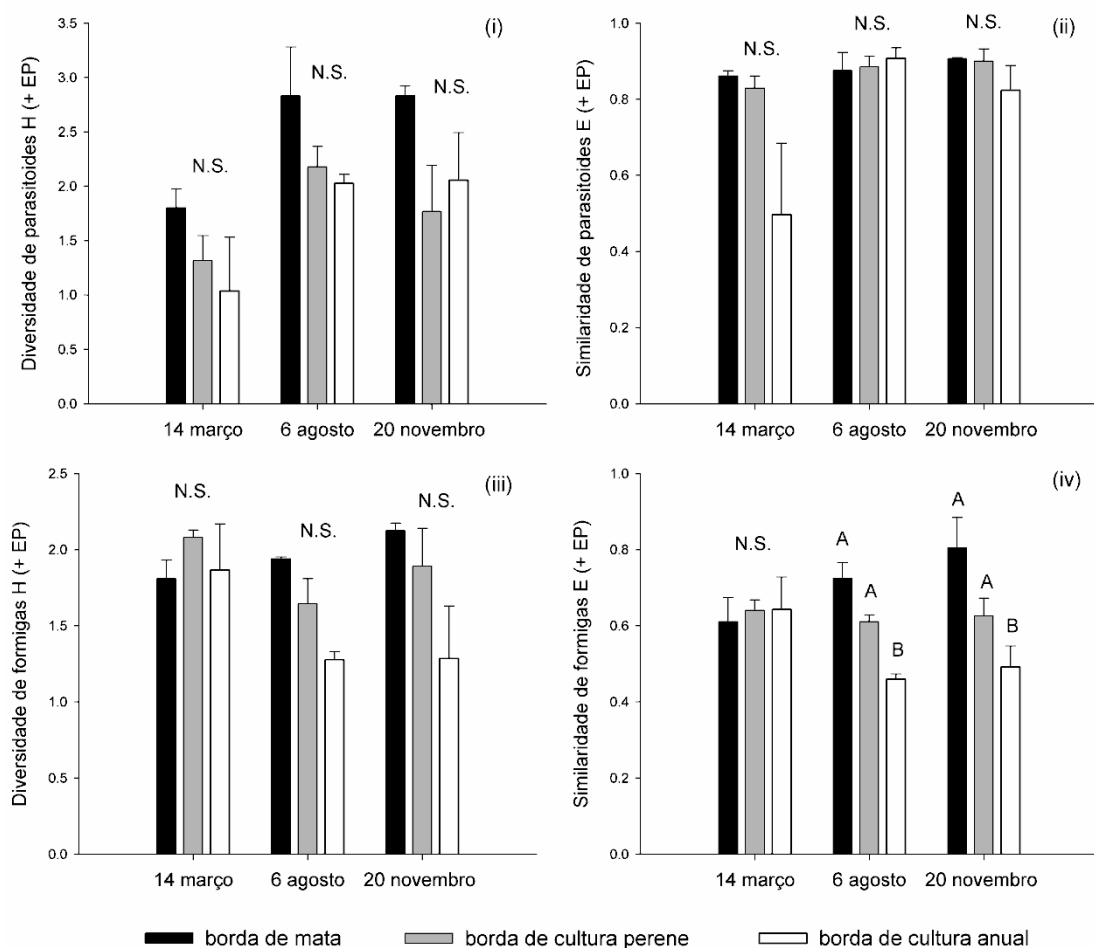 (i)
Diversidade de parasitoides H (+ EP)
3.5
3.0
2.5
2.0
1.5
1.0
0.5
0.0
N.S.
N.S.
N.S.
14 março
6 agosto
20 novembro
(ii)
Similaridade de parasitoides E (+ EP)
1.0
0.8
0.6
0.4
0.2
0.0
N.S.
N.S.
N.S.
14 março
6 agosto
20 novembro
(iii)
Diversidade de formigas H (+ EP)
2.5
2.0
1.5
1.0
0.5
0.0
N.S.
N.S.
N.S.
14 março
6 agosto
20 novembro
(iv)
Similaridade de formigas E (+ EP)
1.0
0.8
0.6
0.4
0.2
0.0
N.S.
A
A
B
A
A
B
14 março
6 agosto
20 novembro
borda de mata
borda de cultura perene
borda de cultura anual